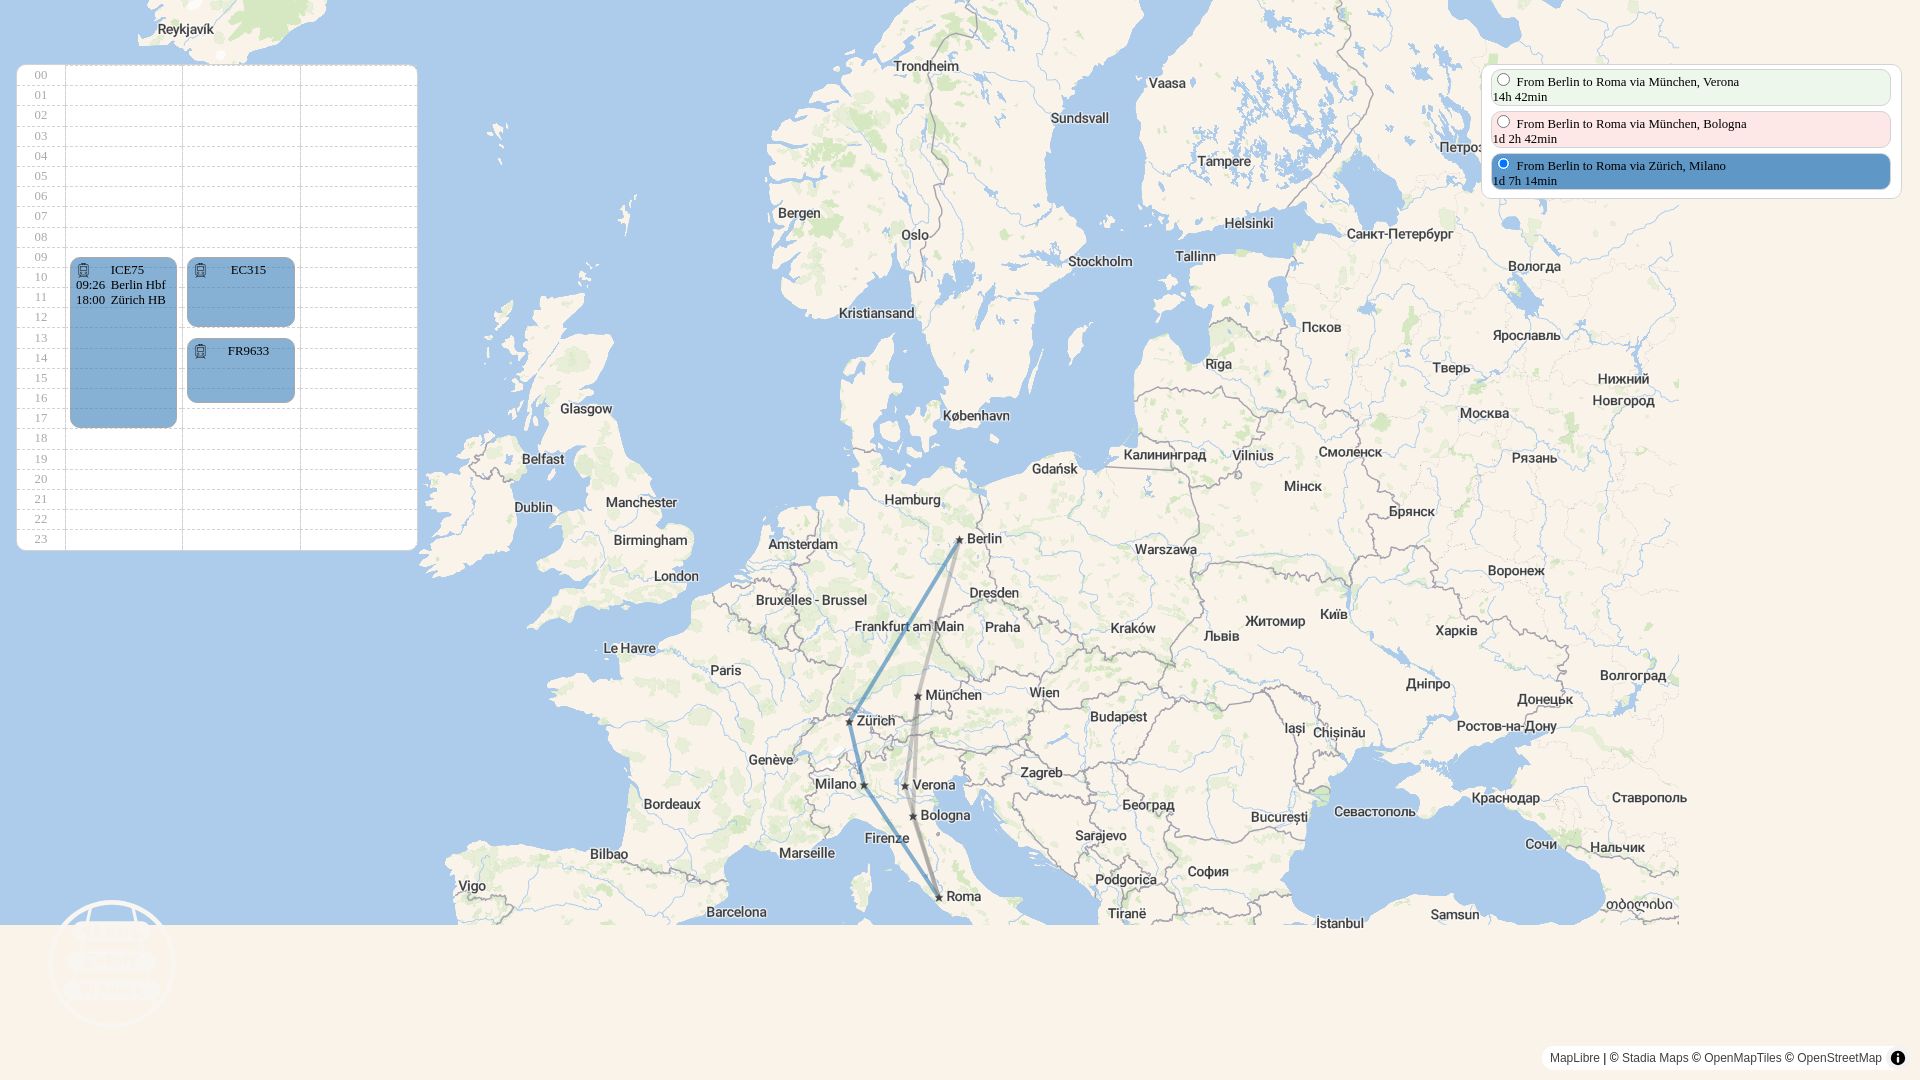 Reykjavík
Trondheim
Vaasa
Sundsvall
Tampere
Bergen
Oslo
Helsinki
Санкт-Петербург
Stockholm
Tallinn
Вологда
Kristiansand
Псков
Ярославль
Rīga
Тверь
Нижний
Новгород
Glasgow
København
Москва
Belfast
Gdańsk
Калининград
Vilnius
Смоленск
Рязань
Hamburg
Мінск
Manchester
Dublin
Брянск
Birmingham
Amsterdam
Berlin
Warszawa
London
Воронеж
Bruxelles - Brussel
Dresden
Frankfurt am Main
Praha
Kraków
Львів
Житомир
Київ
Харків
Le Havre
Paris
Wien
München
Дніпро
Волгоград
Донецьк
Zürich
Budapest
Iași
Chișinău
Ростов-на-Дону
Genève
Zagreb
Milano
Verona
Краснодар
Ставрополь
Bordeaux
Београд
București
Севастополь
Bologna
Firenze
Sarajevo
Сочи
Нальчик
Bilbao
Marseille
София
Podgorica
Vigo
Roma
თბილისი
Barcelona
Tiranë
Samsun
İstanbul
00
01
02
03
04
05
06
07
08
09
10
11
12
13
14
15
16
17
18
19
20
21
22
23
ICE75
09:26 Berlin Hbf
18:00 Zürich HB
EC315
FR9633
From Berlin to Roma via München, Verona
14h 42min
From Berlin to Roma via München, Bologna
1d 2h 42min
From Berlin to Roma via Zürich, Milano
1d 7h 14min
MapLibre | © Stadia Maps © OpenMapTiles © OpenStreetMap